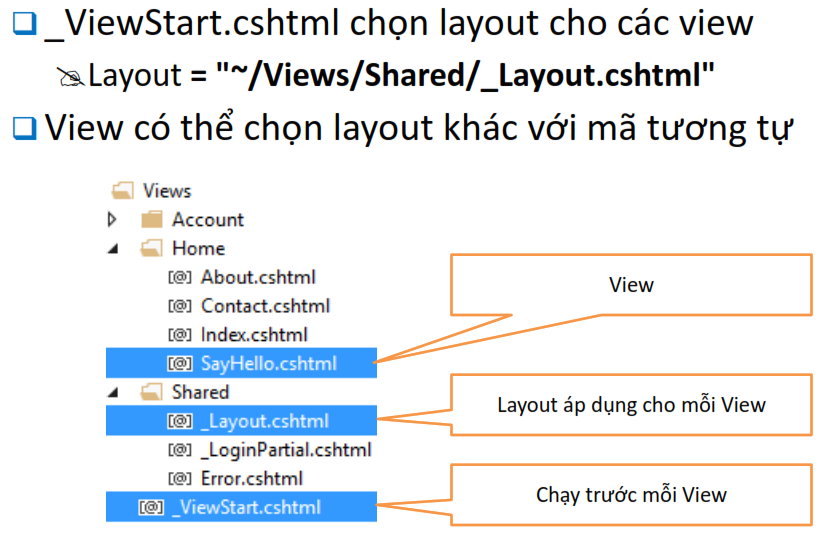 _ViewStart.cshtml chọn layout cho các view
Layout = "~/Views/Shared/_Layout.cshtml"
View có thể chọn layout khác với mã tương tự
Views
Account
Home
[@] About.cshtml
[@] Contact.cshtml
[@] Index.cshtml
[@] SayHello.cshtml
Shared
[@] _Layout.cshtml
[@] _LoginPartial.cshtml
[@] Error.cshtml
[@] _ViewStart.cshtml
View
Layout áp dụng cho mỗi View
Chạy trước mỗi View